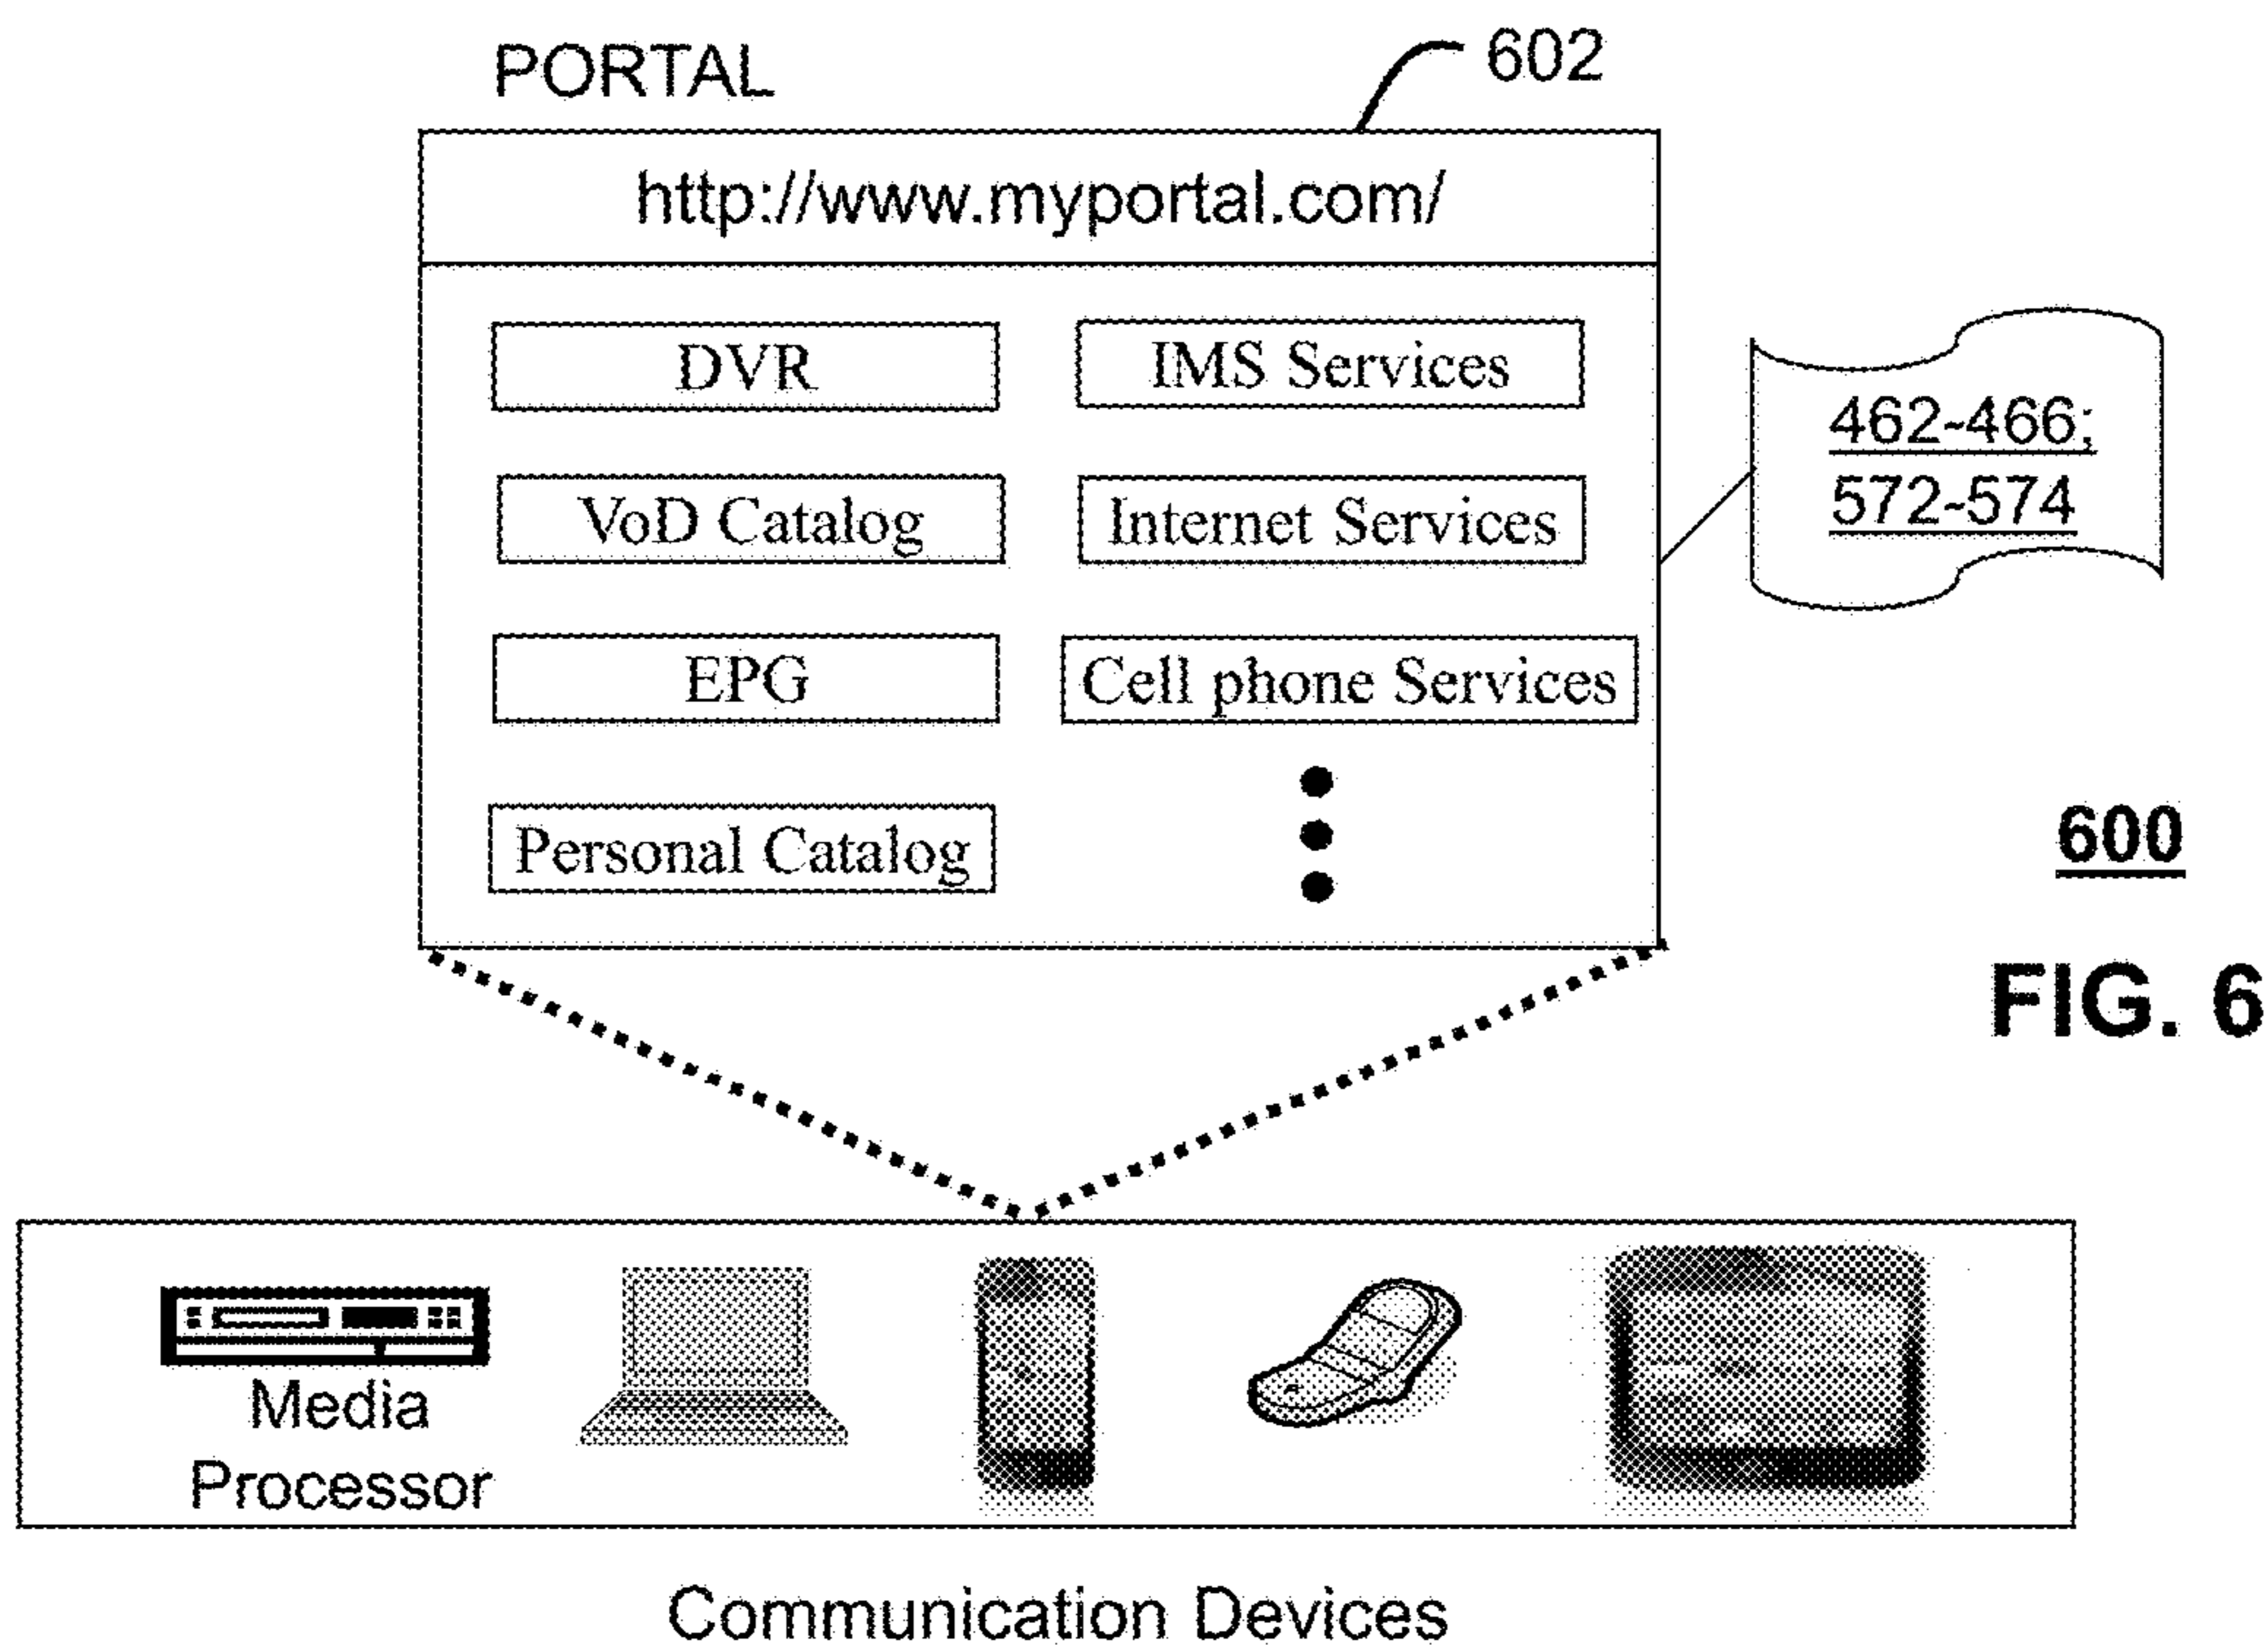 PORTAL
602
http://www.myportal.com/
DVR
IMS Services
VoD Catalog
Internet Services
EPG
Cell phone Services
Personal Catalog
462-466;
572-574
600
FIG. 6
Media
Processor
Communication Devices